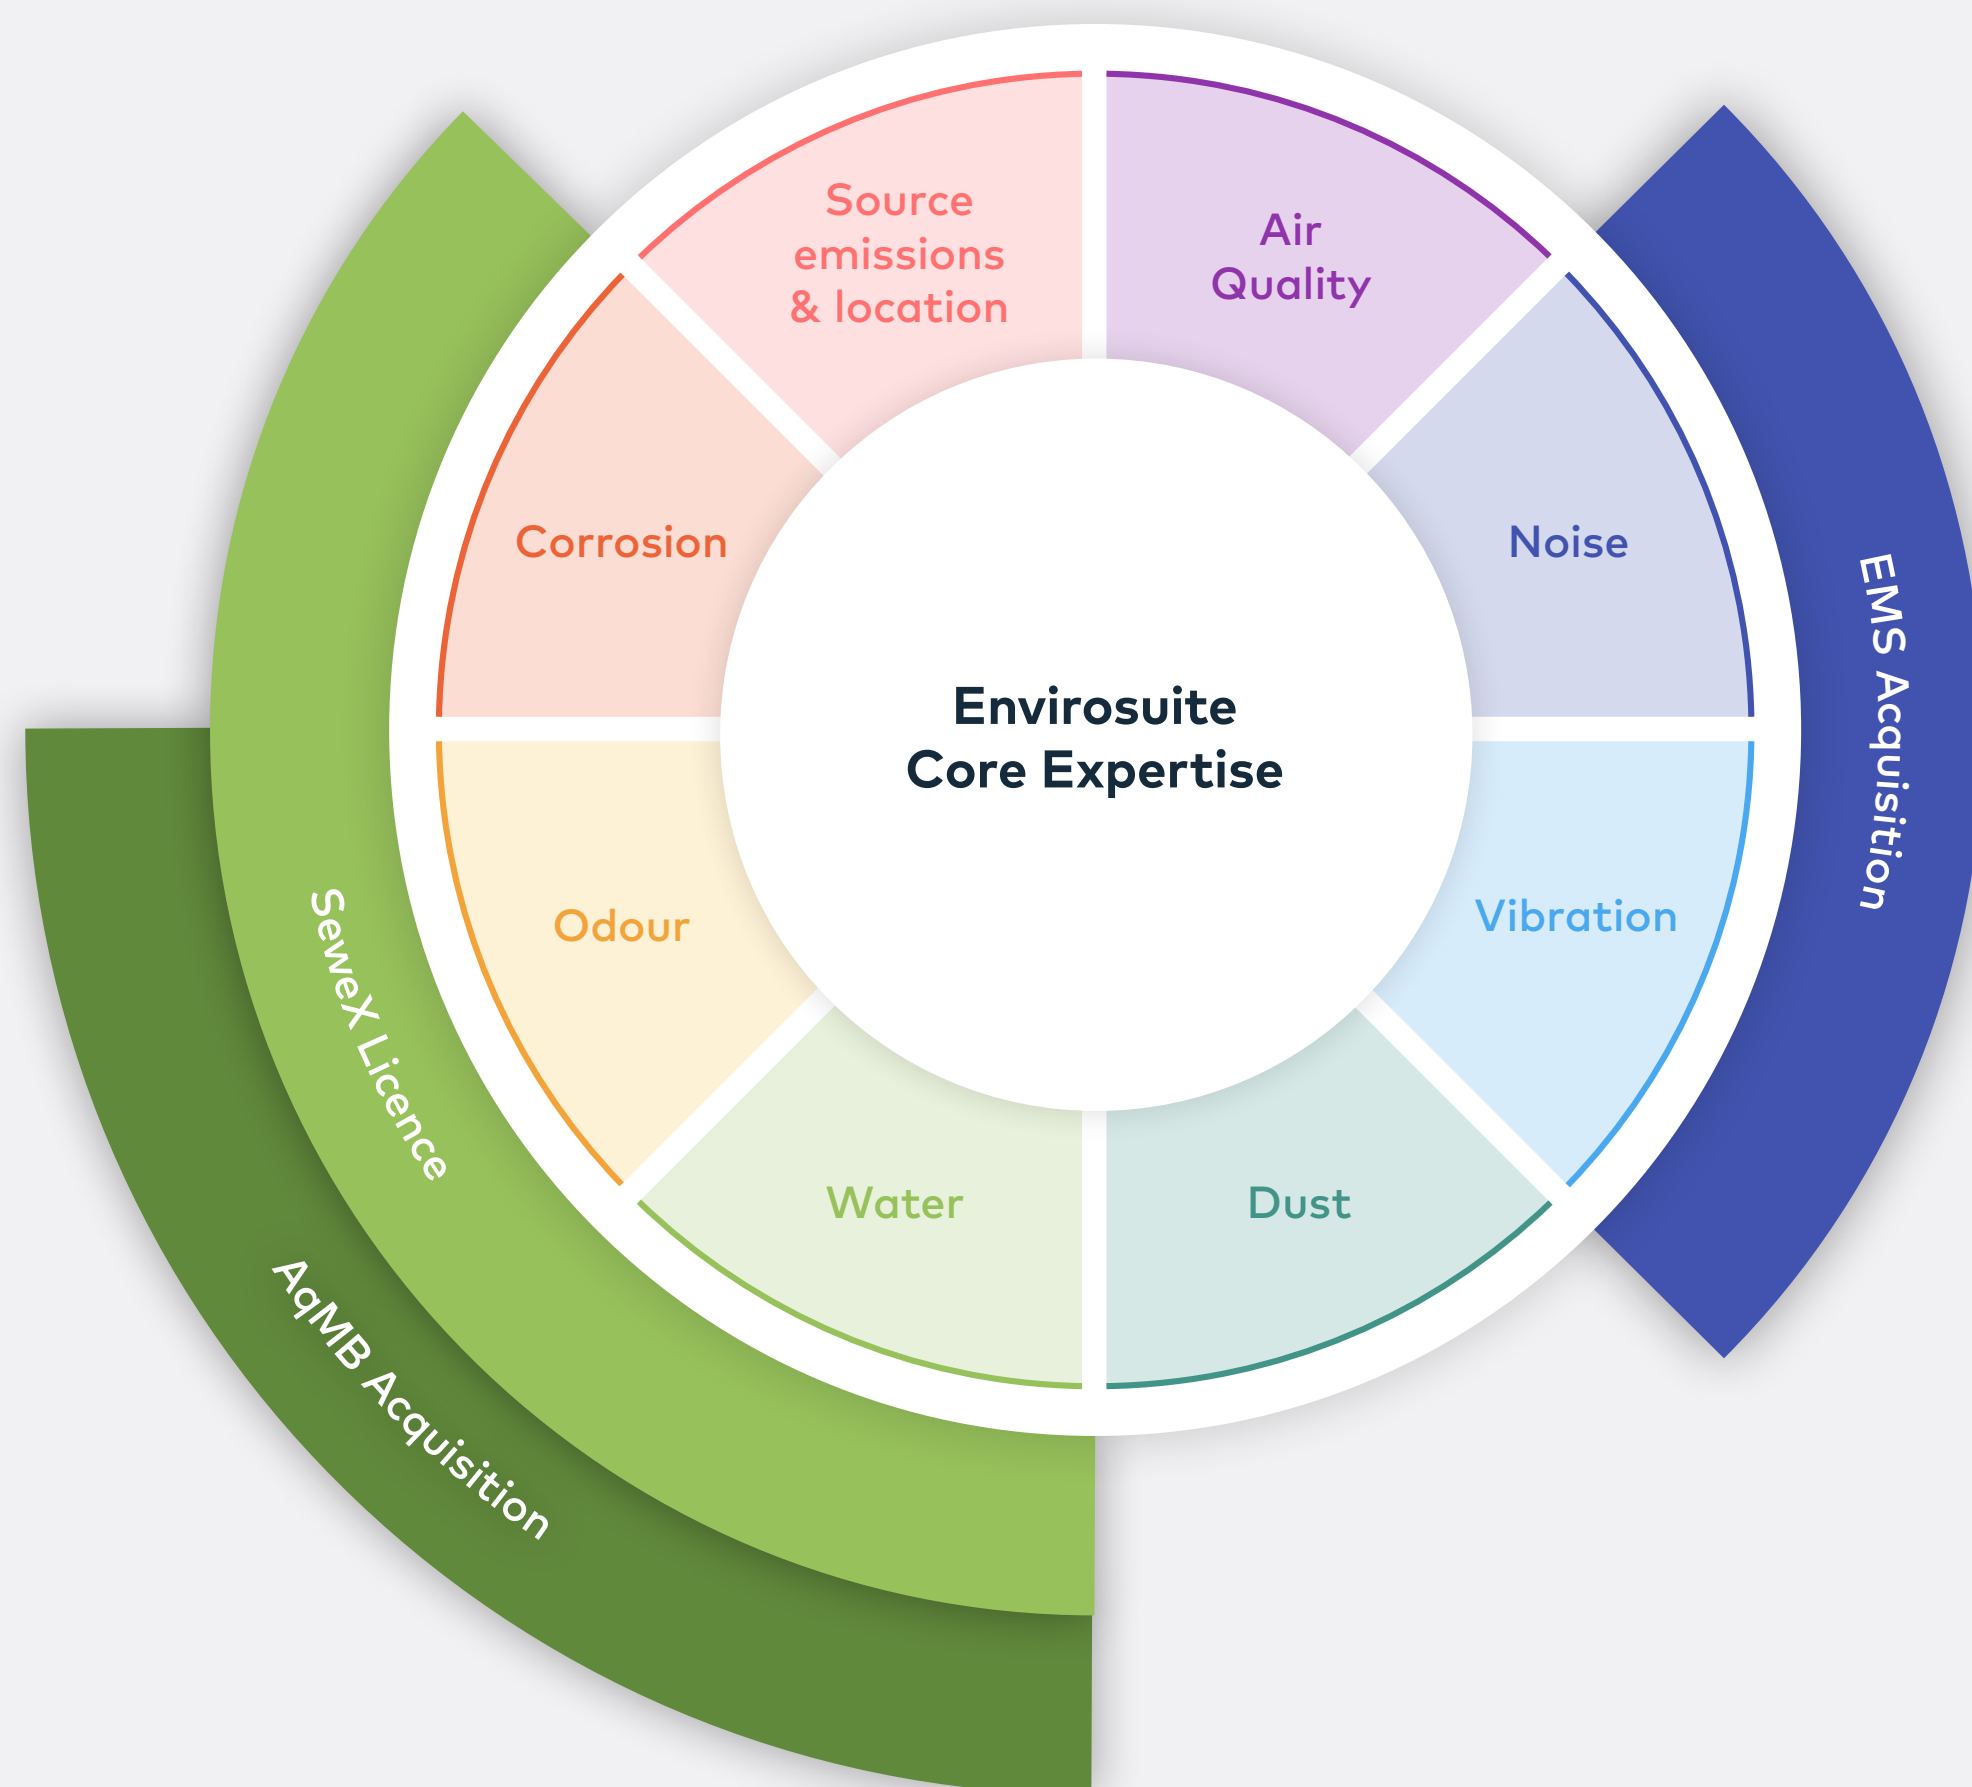 Source
emissions
& location
Air
Quality
Corrosion
Noise
Envirosuite
Core Expertise
EMS Acquisition
Odour
Vibration
SeweX Licence
Water
Dust
AqMB Acquisition